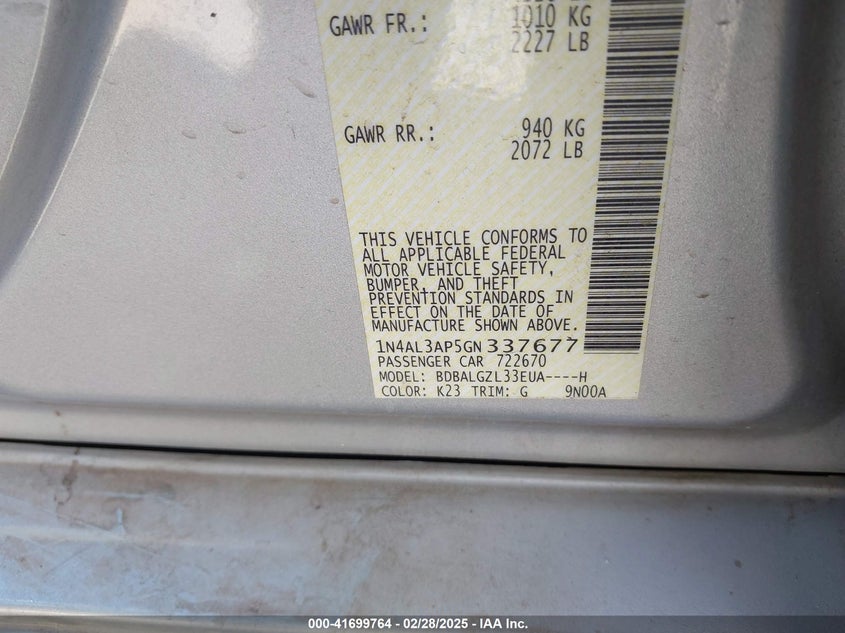 GAWR FR.: 1010 KG
2227 LB
GAWR RR.: 940 KG
2072 LB
THIS VEHICLE CONFORMS TO
ALL APPLICABLE FEDERAL
MOTOR VEHICLE SAFETY,
BUMPER, AND THEFT
PREVENTION STANDARDS IN
EFFECT ON THE DATE OF
MANUFACTURE SHOWN ABOVE.
1N4AL3AP5GN337677
PASSENGER CAR 722670
MODEL: BDBALGZL33EUA----H
COLOR: K23 TRIM: G 9N00A
000-41699764 / 02/28/2025 - IAA Inc.